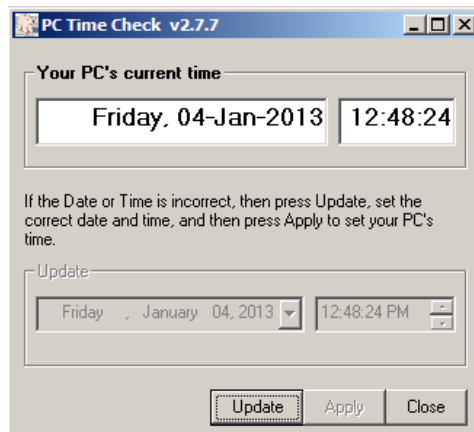 PC Time Check v2.7.7
Your PC's current time
Friday, 04-Jan-2013 12:48:24
If the Date or Time is incorrect, then press Update, set the
correct date and time, and then press Apply to set your PC's
time.
Update
Friday , January 04, 2013 12:48:24 PM
Update Apply Close